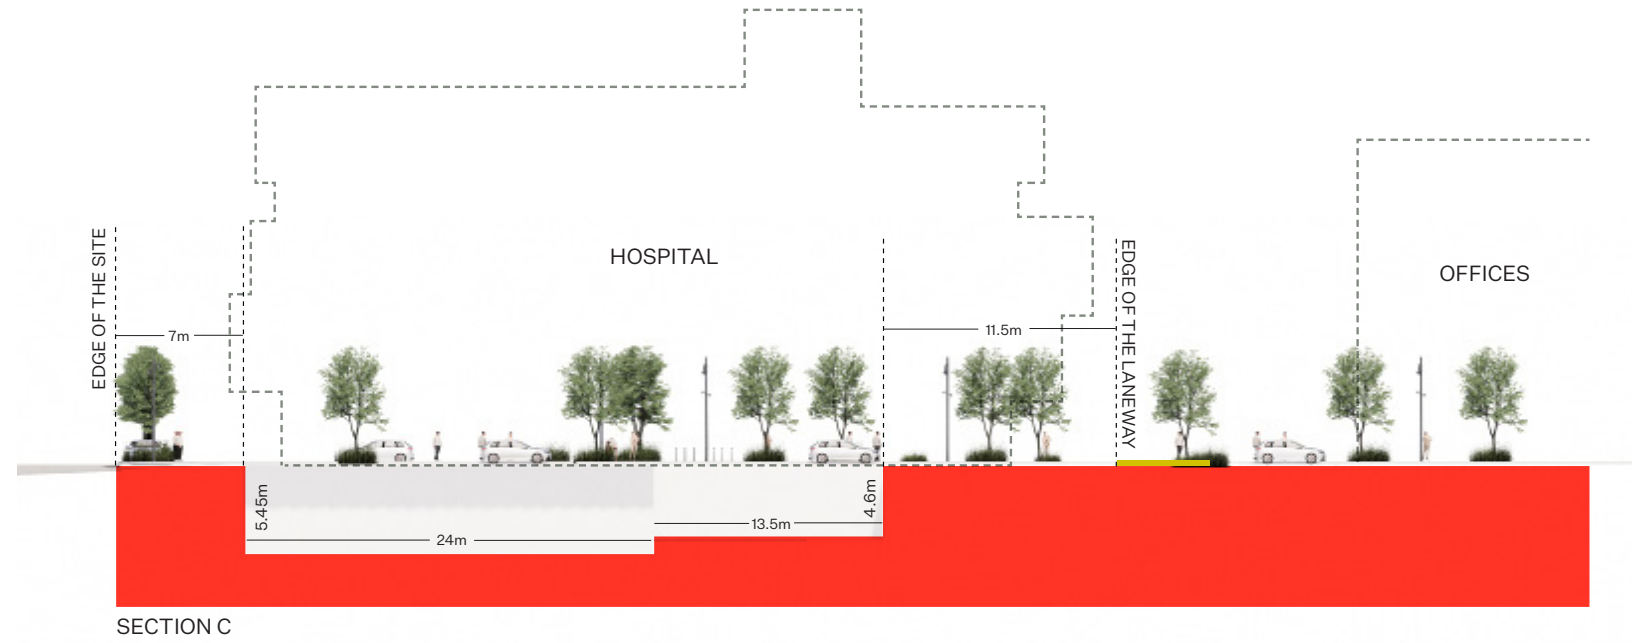 EDGE OF THE SITE
7m
HOSPITAL
11.5m
EDGE OF THE LANEWAY
OFFICES
5.45m
24m
13.5m
4.6m
SECTION C